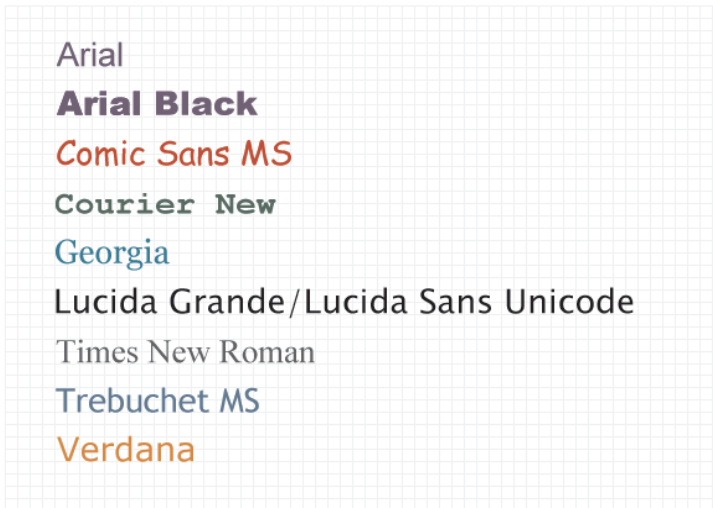 Arial
Arial Black
Comic Sans MS
Courier New
Georgia
Lucida Grande/Lucida Sans Unicode
Times New Roman
Trebuchet MS
Verdana